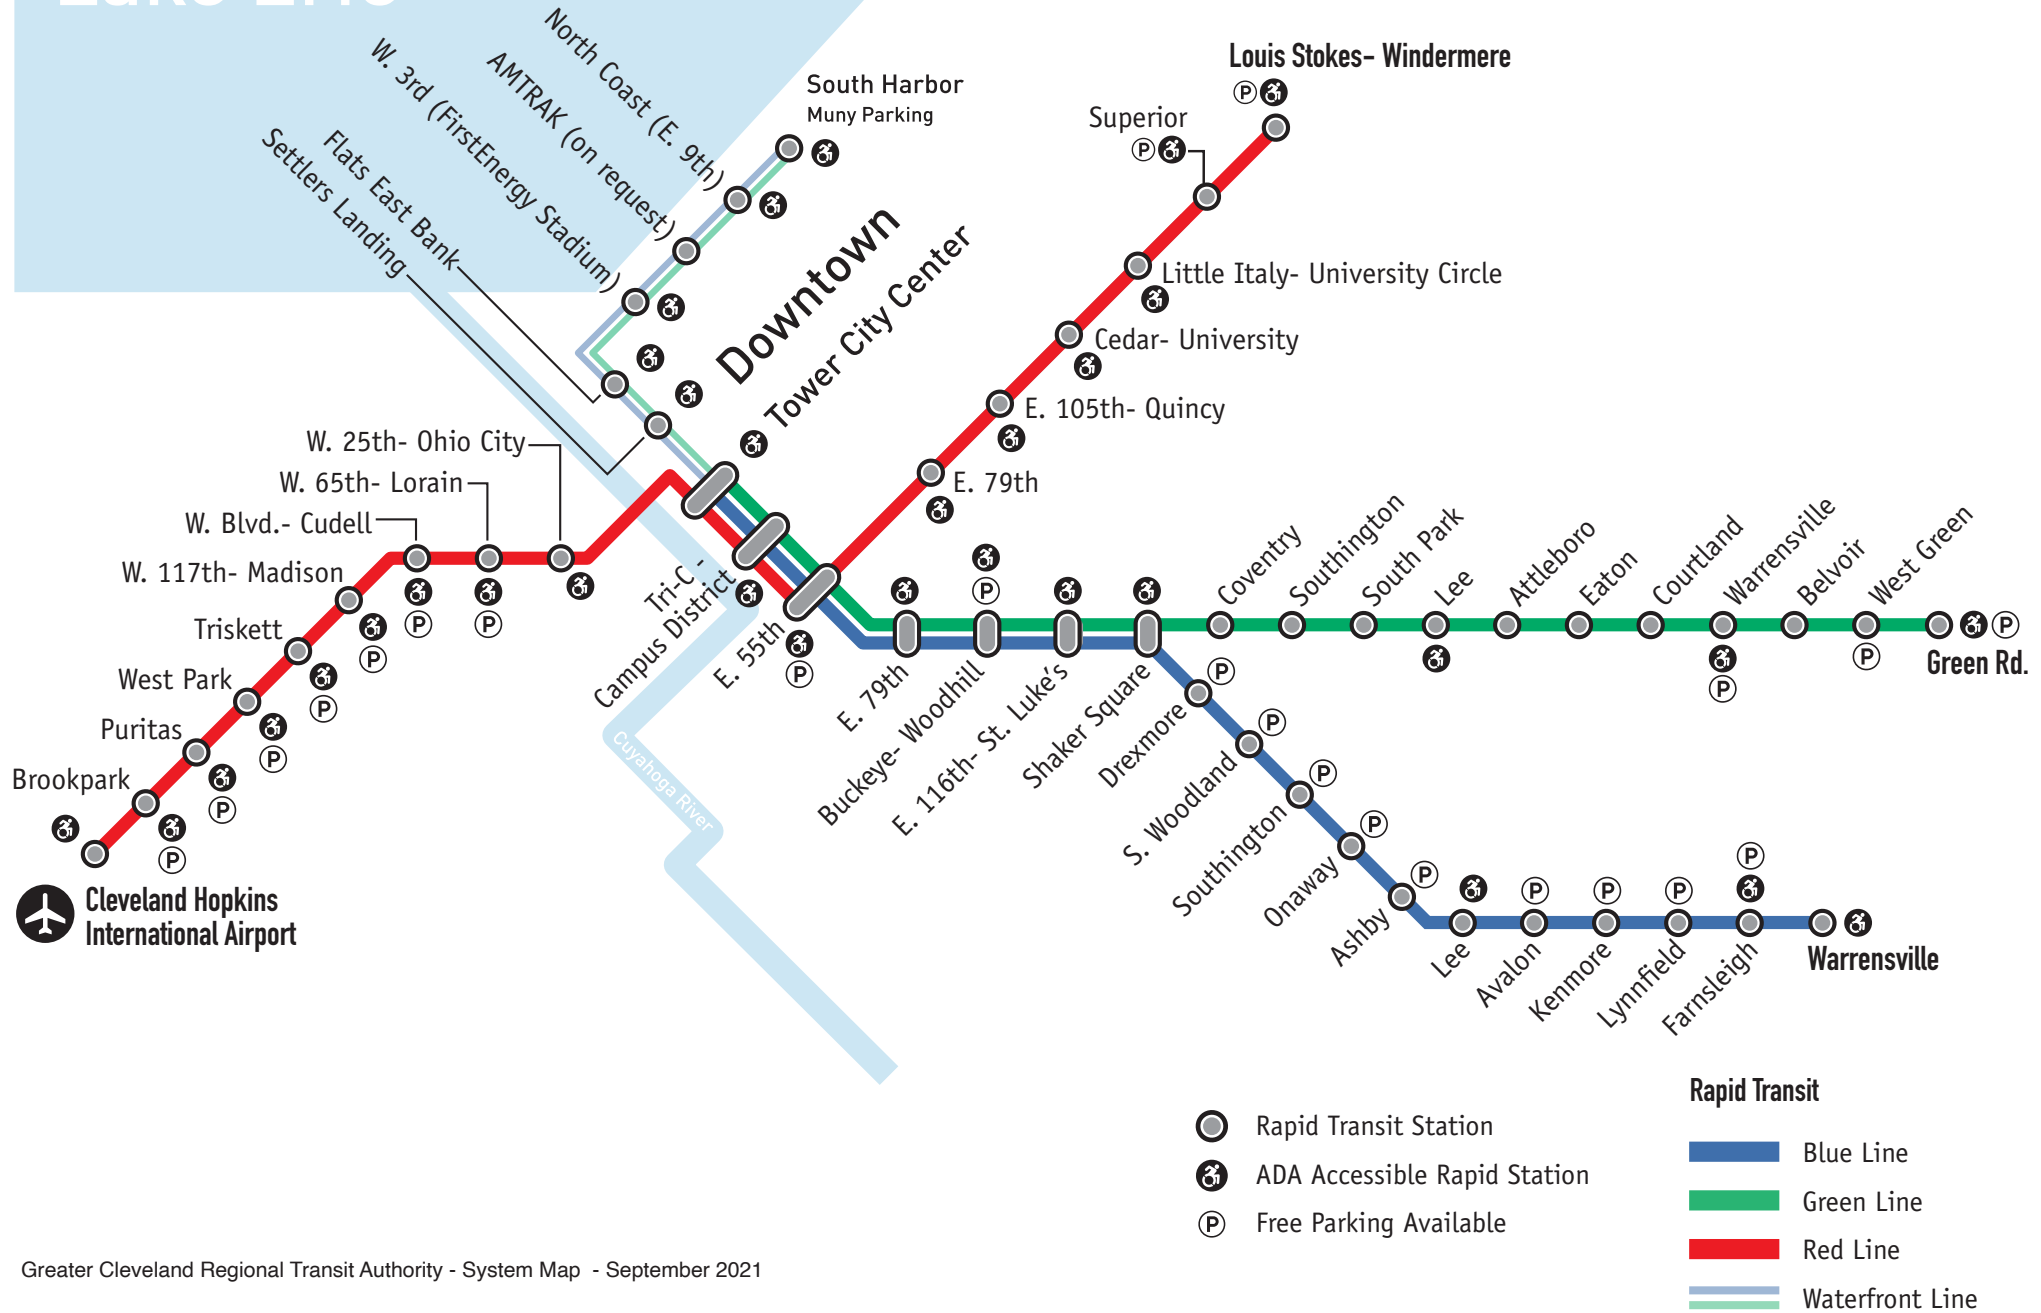 North Coast (E. 9th)
AMTRAK (on request)
W. 3rd (FirstEnergy Stadium)
Flats East Bank
Settlers Landing
South Harbor
Muny Parking
Downtown
Tower City Center
Louis Stokes- Windermere
P
Superior
P
Little Italy- University Circle
Cedar- University
E. 105th- Quincy
E. 79th
W. 25th- Ohio City
W. 65th- Lorain
W. Blvd.- Cudell
W. 117th- Madison
Triskett
West Park
Puritas
Brookpark
P
P
P
P
P
P
P
Cleveland Hopkins
International Airport
Tri-C
Campus District
E. 55th
P
E. 79th
P
Buckeye- Woodhill
E. 116th- St. Luke's
Shaker Square
Coventry
Southington
South Park
Lee
Attleboro
Eaton
Courtland
Warrensville
P
Belvoir
West Green
P
P
Green Rd.
Drexmore
P
S. Woodland
P
Southington
P
Onaway
P
Ashby
P
Lee
Avalon
P
Kenmore
P
Lynnfield
P
Farnsleigh
P
Warrensville
Cuyahoga River
Rapid Transit Station
ADA Accessible Rapid Station
P Free Parking Available
Rapid Transit
Blue Line
Green Line
Red Line
Waterfront Line
Greater Cleveland Regional Transit Authority - System Map - September 2021